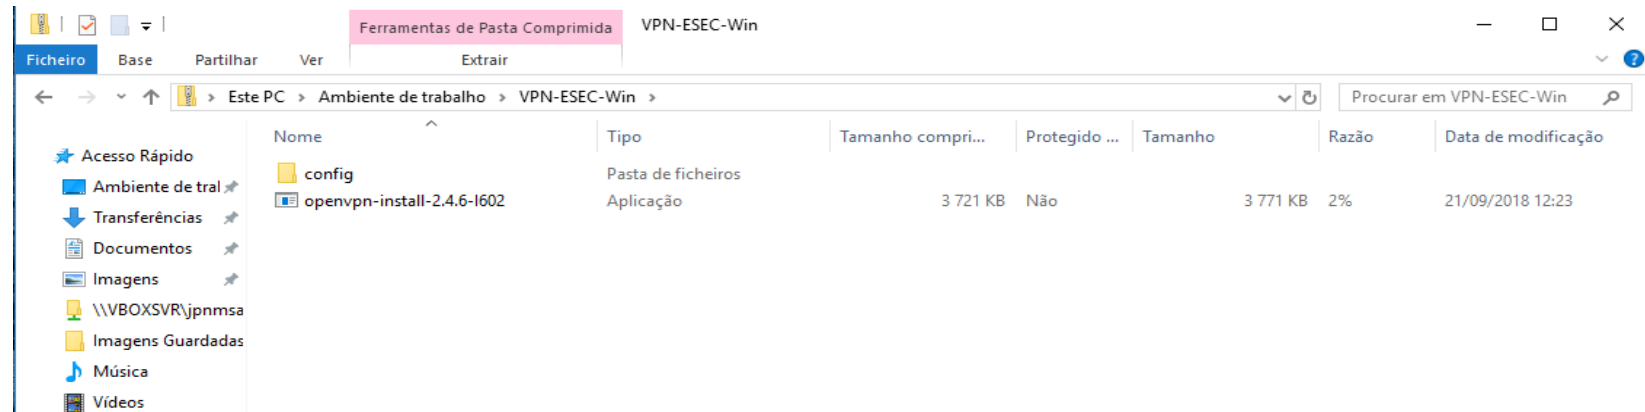 Ferramentas de Pasta Comprimida VPN-ESEC-Win
Ficheiro Base Partilhar Ver Extrair
Este PC > Ambiente de trabalho > VPN-ESEC-Win > Procurar em VPN-ESEC-Win
Nome Tipo Tamanho compri... Protegido ... Tamanho Razão Data de modificação
Acesso Rápido
config Pasta de ficheiros
Ambiente de tral
openvpn-install-2.4.6-I602 Aplicação 3 721 KB Não 3 771 KB 2% 21/09/2018 12:23
Transferências
Documentos
Imagens
\\VBOXSVR\jpnmsa
Imagens Guardadas
Música
Vídeos